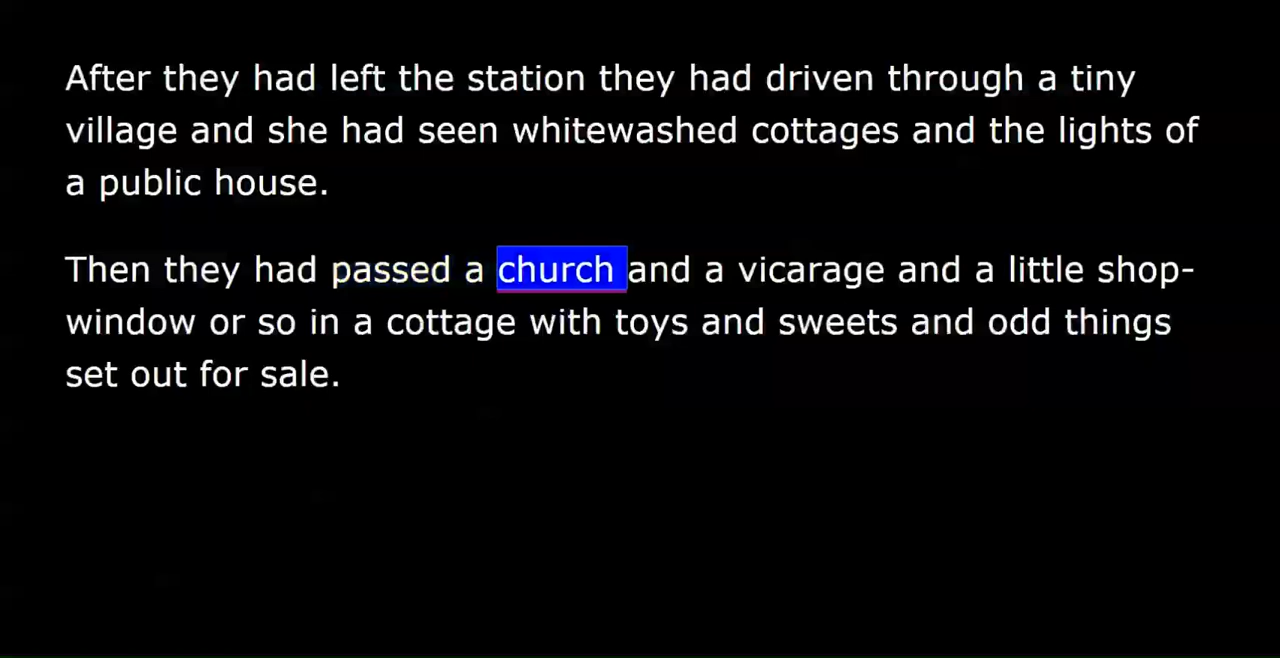 After they had left the station they had driven through a tiny
village and she had seen whitewashed cottages and the lights of
a public house.
Then they had passed a church and a vicarage and a little shop-
window or so in a cottage with toys and sweets and odd things
set out for sale.